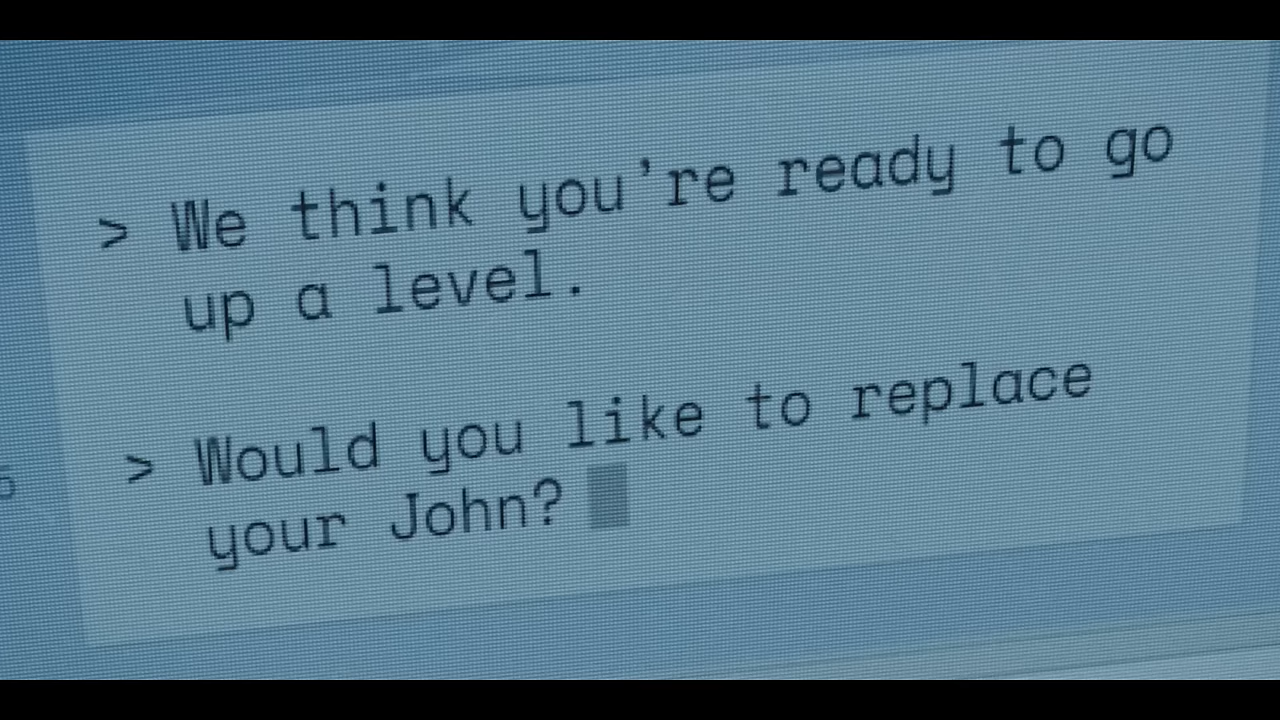 > We think you're ready to go
up a level.
> Would you like to replace
your John?